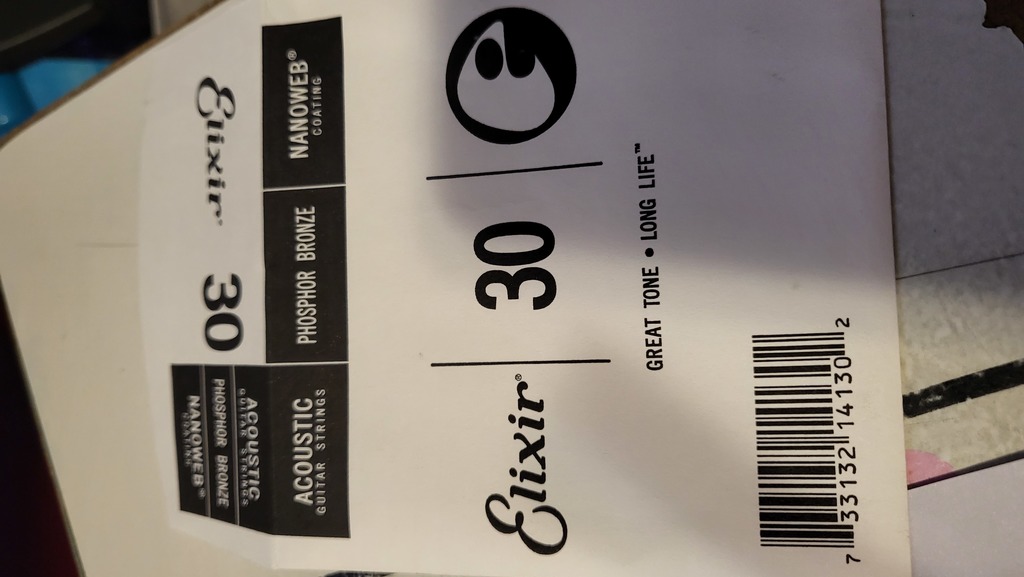 Elixir 30
ACOUSTIC
GUITAR STRINGS
PHOSPHOR BRONZE
NANOWEB®
COATING
ACOUSTIC
GUITAR STRINGS
PHOSPHOR BRONZE
NANOWEB®
COATING
Elixir® 30
GREAT TONE • LONG LIFE™
7 33132 14130 2